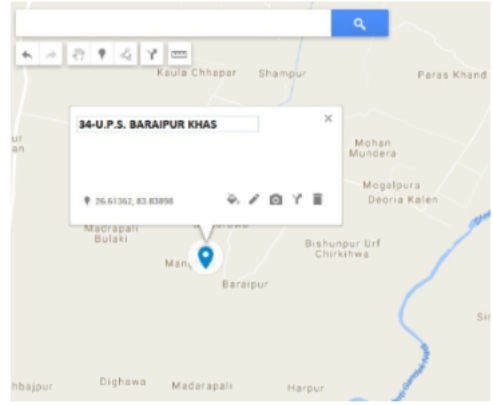 Kaula Chhapar
Shampur
Paras Khand
34-U.P.S. BARAIPUR KHAS
Mohan
Mundera
Mogalpura
Deoria Kalen
26.61362, 83.83898
Madrapali
Bulaki
Bishunpur Urf
Chirkihwa
Baraipur
Dighawa
Madarapali
Harpur